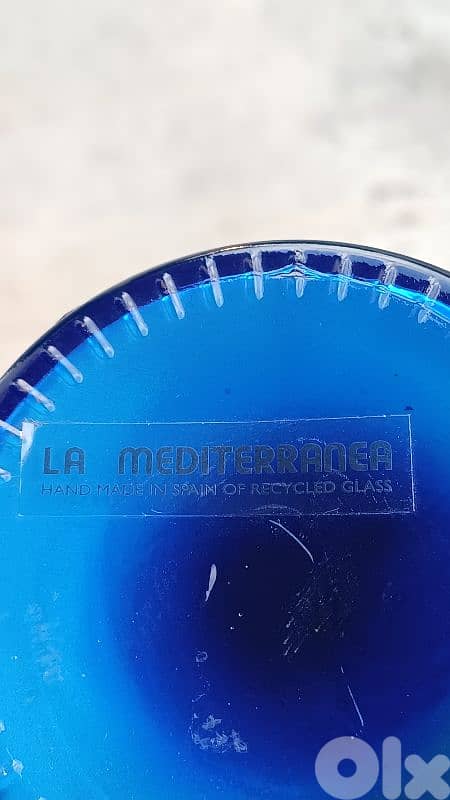 LA MEDITERRANEA
HAND MADE IN SPAIN OF RECYCLED GLASS
Olx